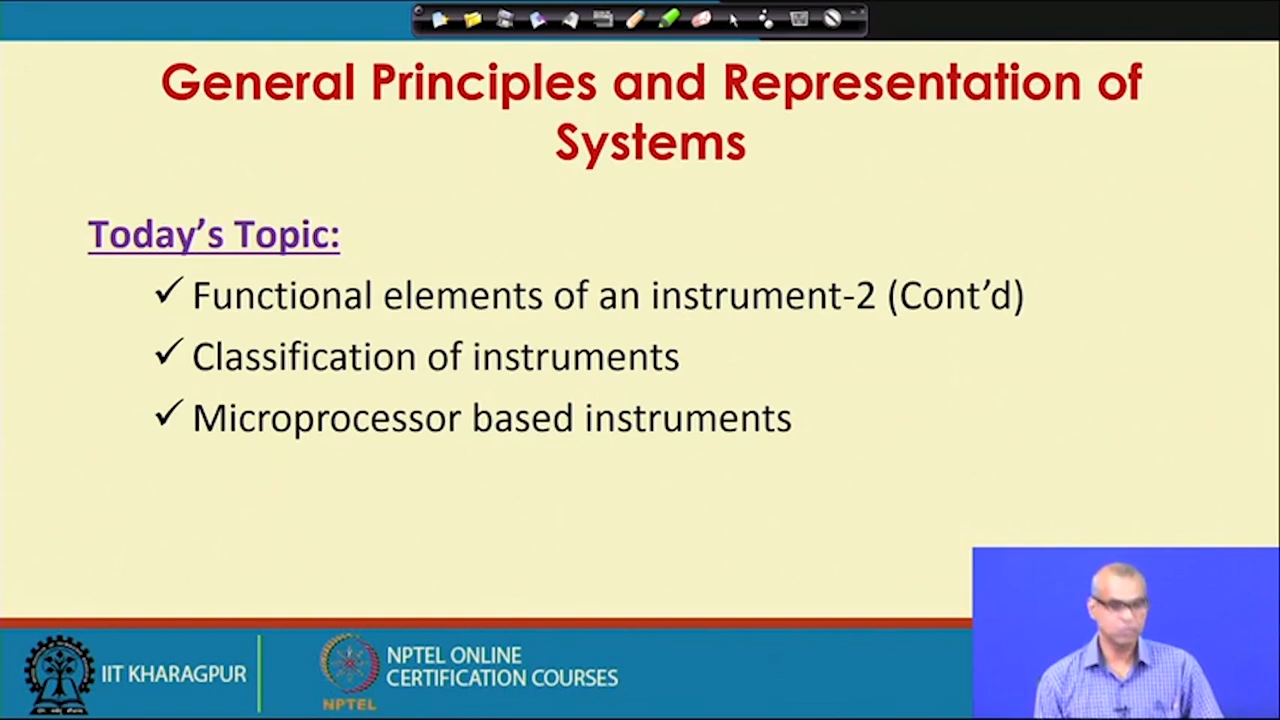 General Principles and Representation of
Systems
Today's Topic:
✓ Functional elements of an instrument-2 (Cont'd)
✓ Classification of instruments
✓ Microprocessor based instruments
IIT KHARAGPUR
NPTEL ONLINE
CERTIFICATION COURSES
NPTEL